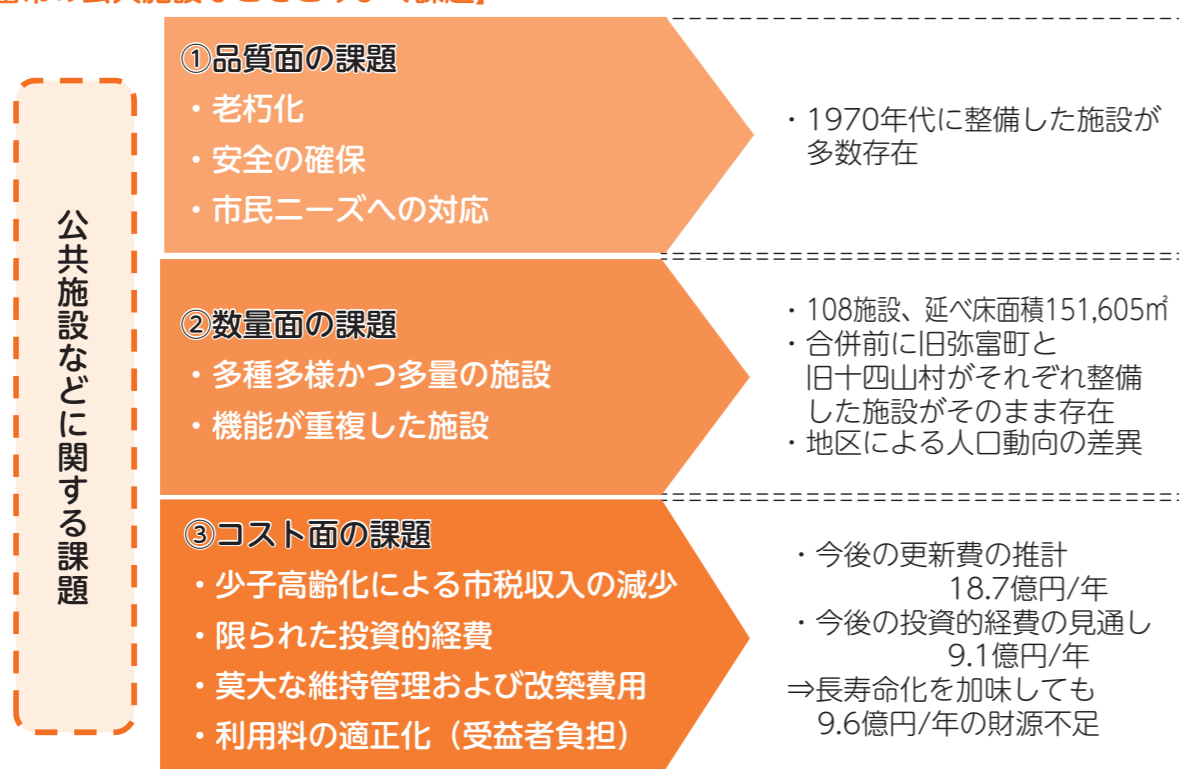 公共施設などに関する課題
①品質面の課題
・老朽化
・安全の確保
・市民ニーズへの対応
・1970年代に整備した施設が
多数存在
②数量面の課題
・多種多様かつ多量の施設
・機能が重複した施設
・108施設、延べ床面積151,605㎡
・合併前に旧弥富町と
旧十四山村がそれぞれ整備
した施設がそのまま存在
・地区による人口動向の差異
③コスト面の課題
・少子高齢化による市税収入の減少
・限られた投資的経費
・莫大な維持管理および改築費用
・利用料の適正化（受益者負担）
・今後の更新費の推計
18.7億円/年
・今後の投資的経費の見通し
9.1億円/年
⇒長寿命化を加味しても
9.6億円/年の財源不足